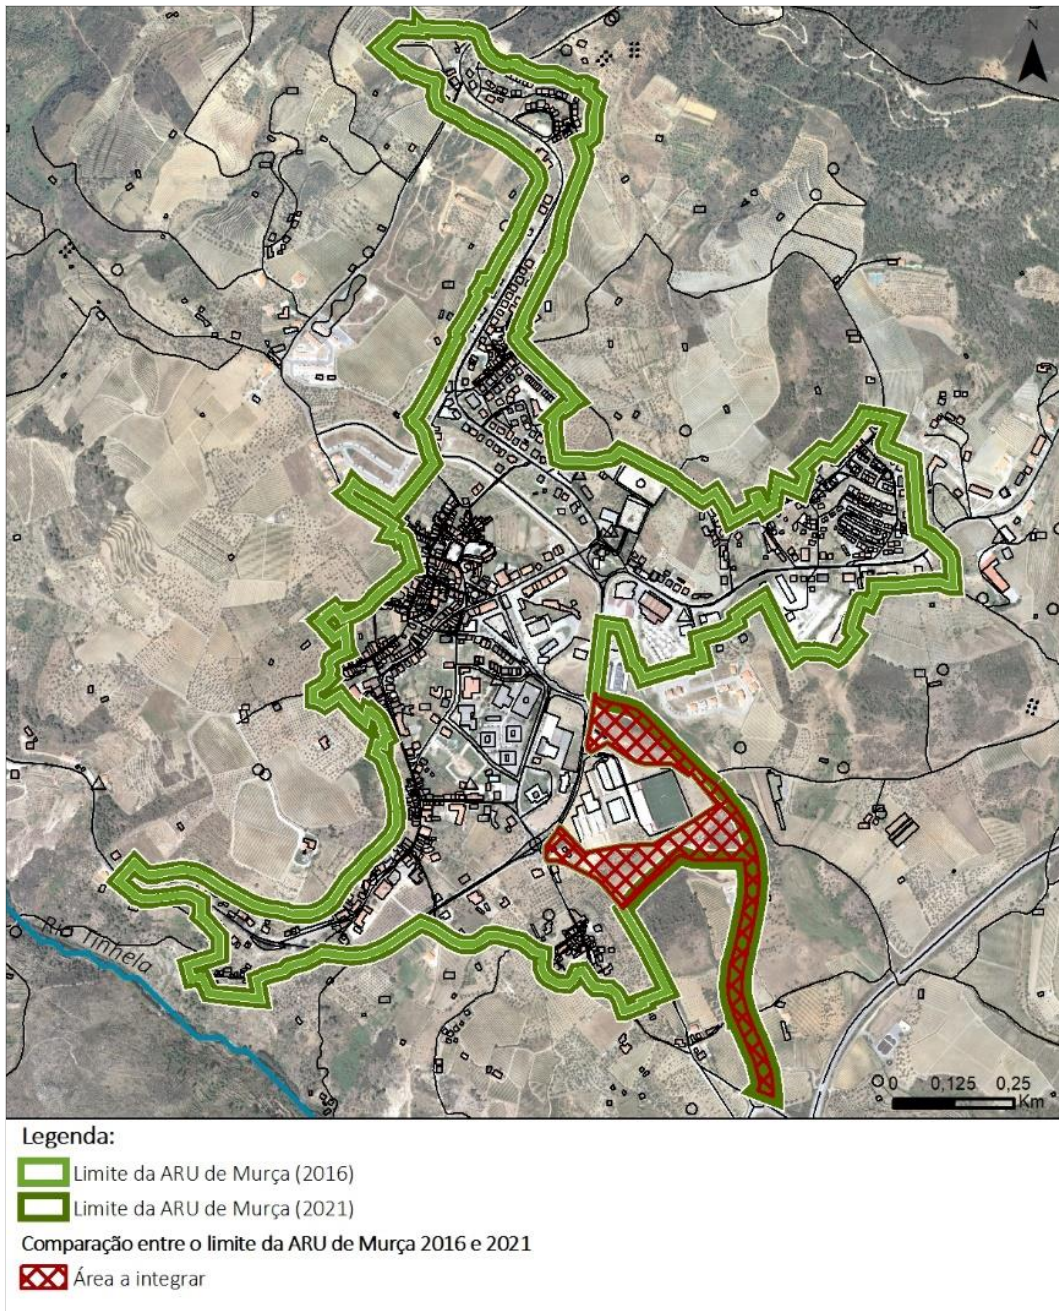 N
Rio Tinhela
0 0,125 0,25
Km
Legenda:
Limite da ARU de Murça (2016)
Limite da ARU de Murça (2021)
Comparação entre o limite da ARU de Murça 2016 e 2021
Área a integrar